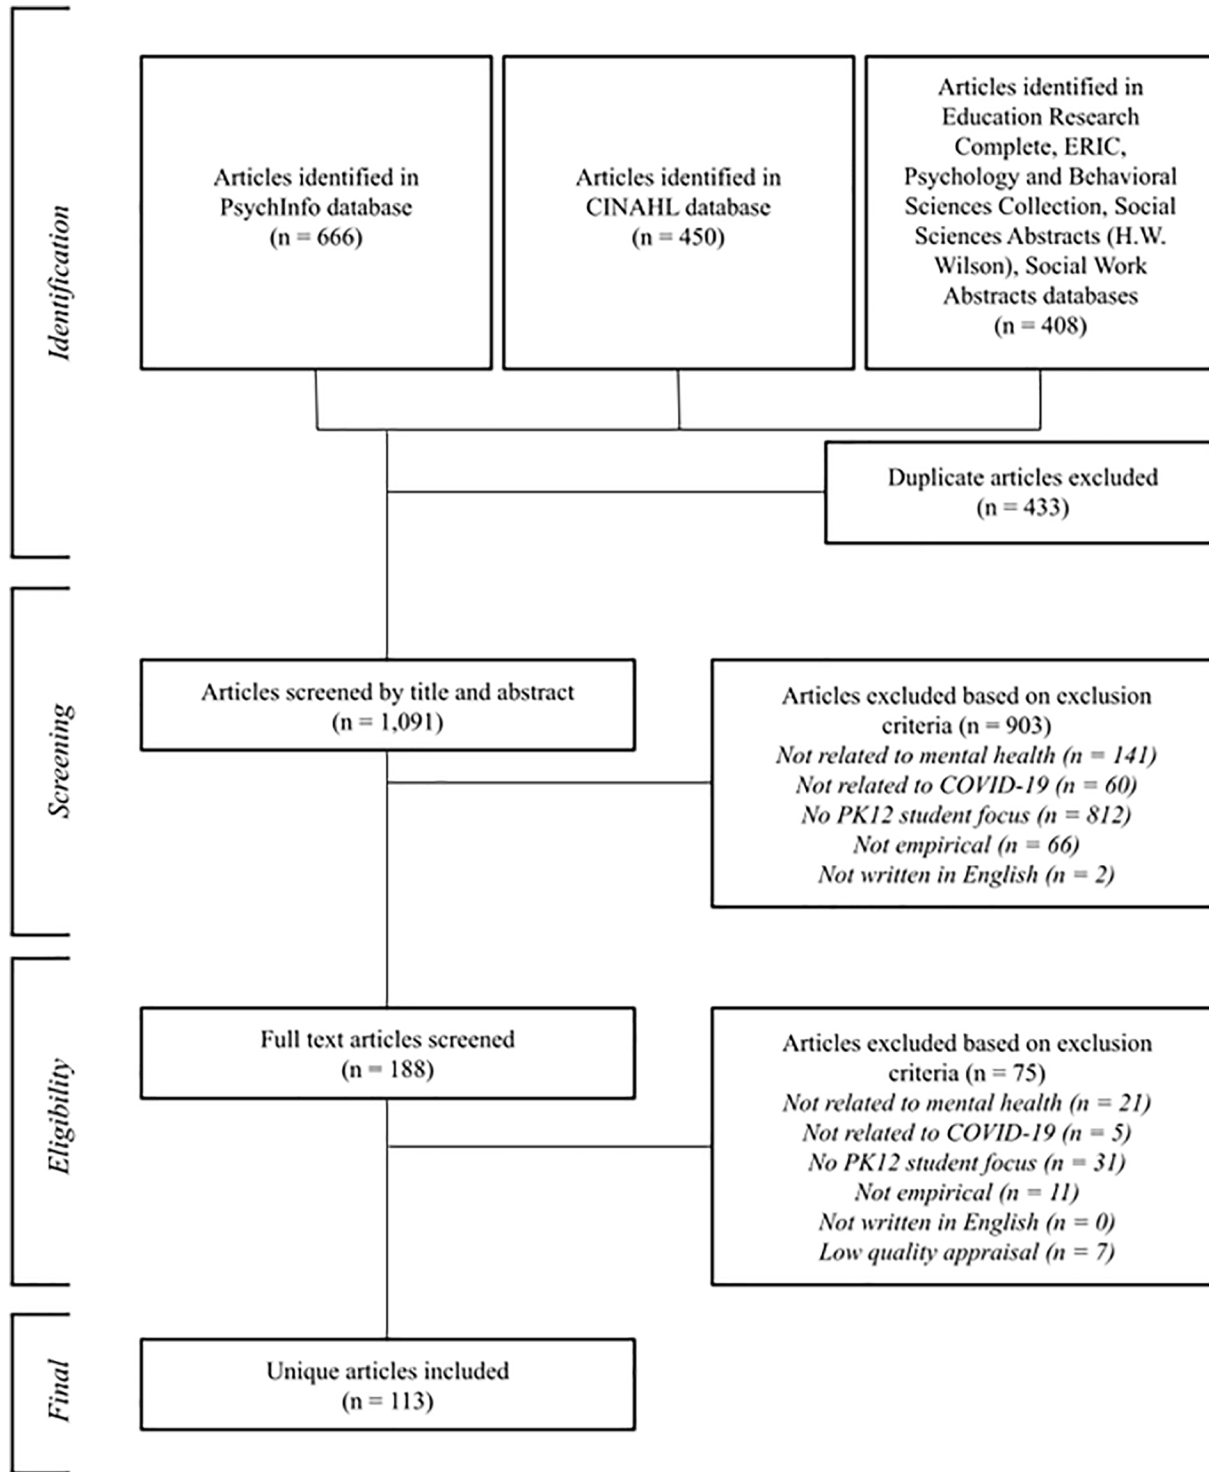 Identification
Articles identified in
PsychInfo database
(n = 666)
Articles identified in
CINAHL database
(n = 450)
Articles identified in
Education Research
Complete, ERIC,
Psychology and Behavioral
Sciences Collection, Social
Sciences Abstracts (H.W.
Wilson), Social Work
Abstracts databases
(n = 408)
Duplicate articles excluded
(n = 433)
Screening
Articles screened by title and abstract
(n = 1,091)
Articles excluded based on exclusion
criteria (n = 903)
Not related to mental health (n = 141)
Not related to COVID-19 (n = 60)
No PK12 student focus (n = 812)
Not empirical (n = 66)
Not written in English (n = 2)
Eligibility
Full text articles screened
(n = 188)
Articles excluded based on exclusion
criteria (n = 75)
Not related to mental health (n = 21)
Not related to COVID-19 (n = 5)
No PK12 student focus (n = 31)
Not empirical (n = 11)
Not written in English (n = 0)
Low quality appraisal (n = 7)
Final
Unique articles included
(n = 113)